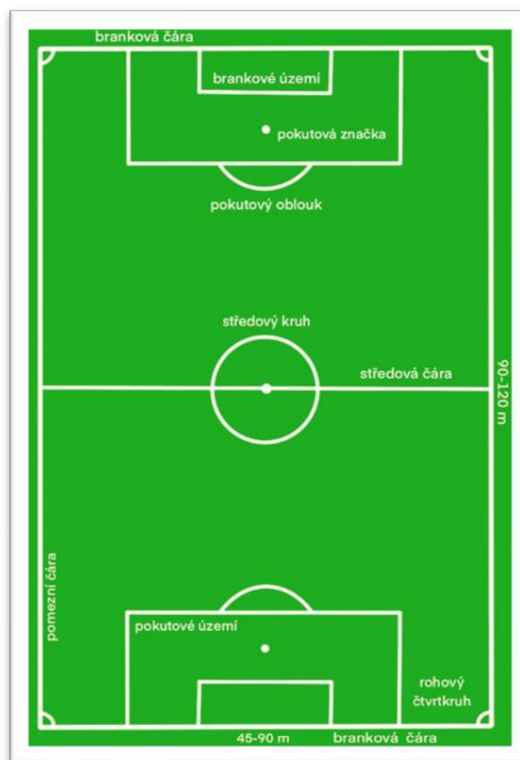 branková čára
brankové území
pokutová značka
pokutový oblouk
středový kruh
středová čára
90-120 m
pomezní čára
pokutové území
rohový
čtvrtkruh
45-90 m
branková čára